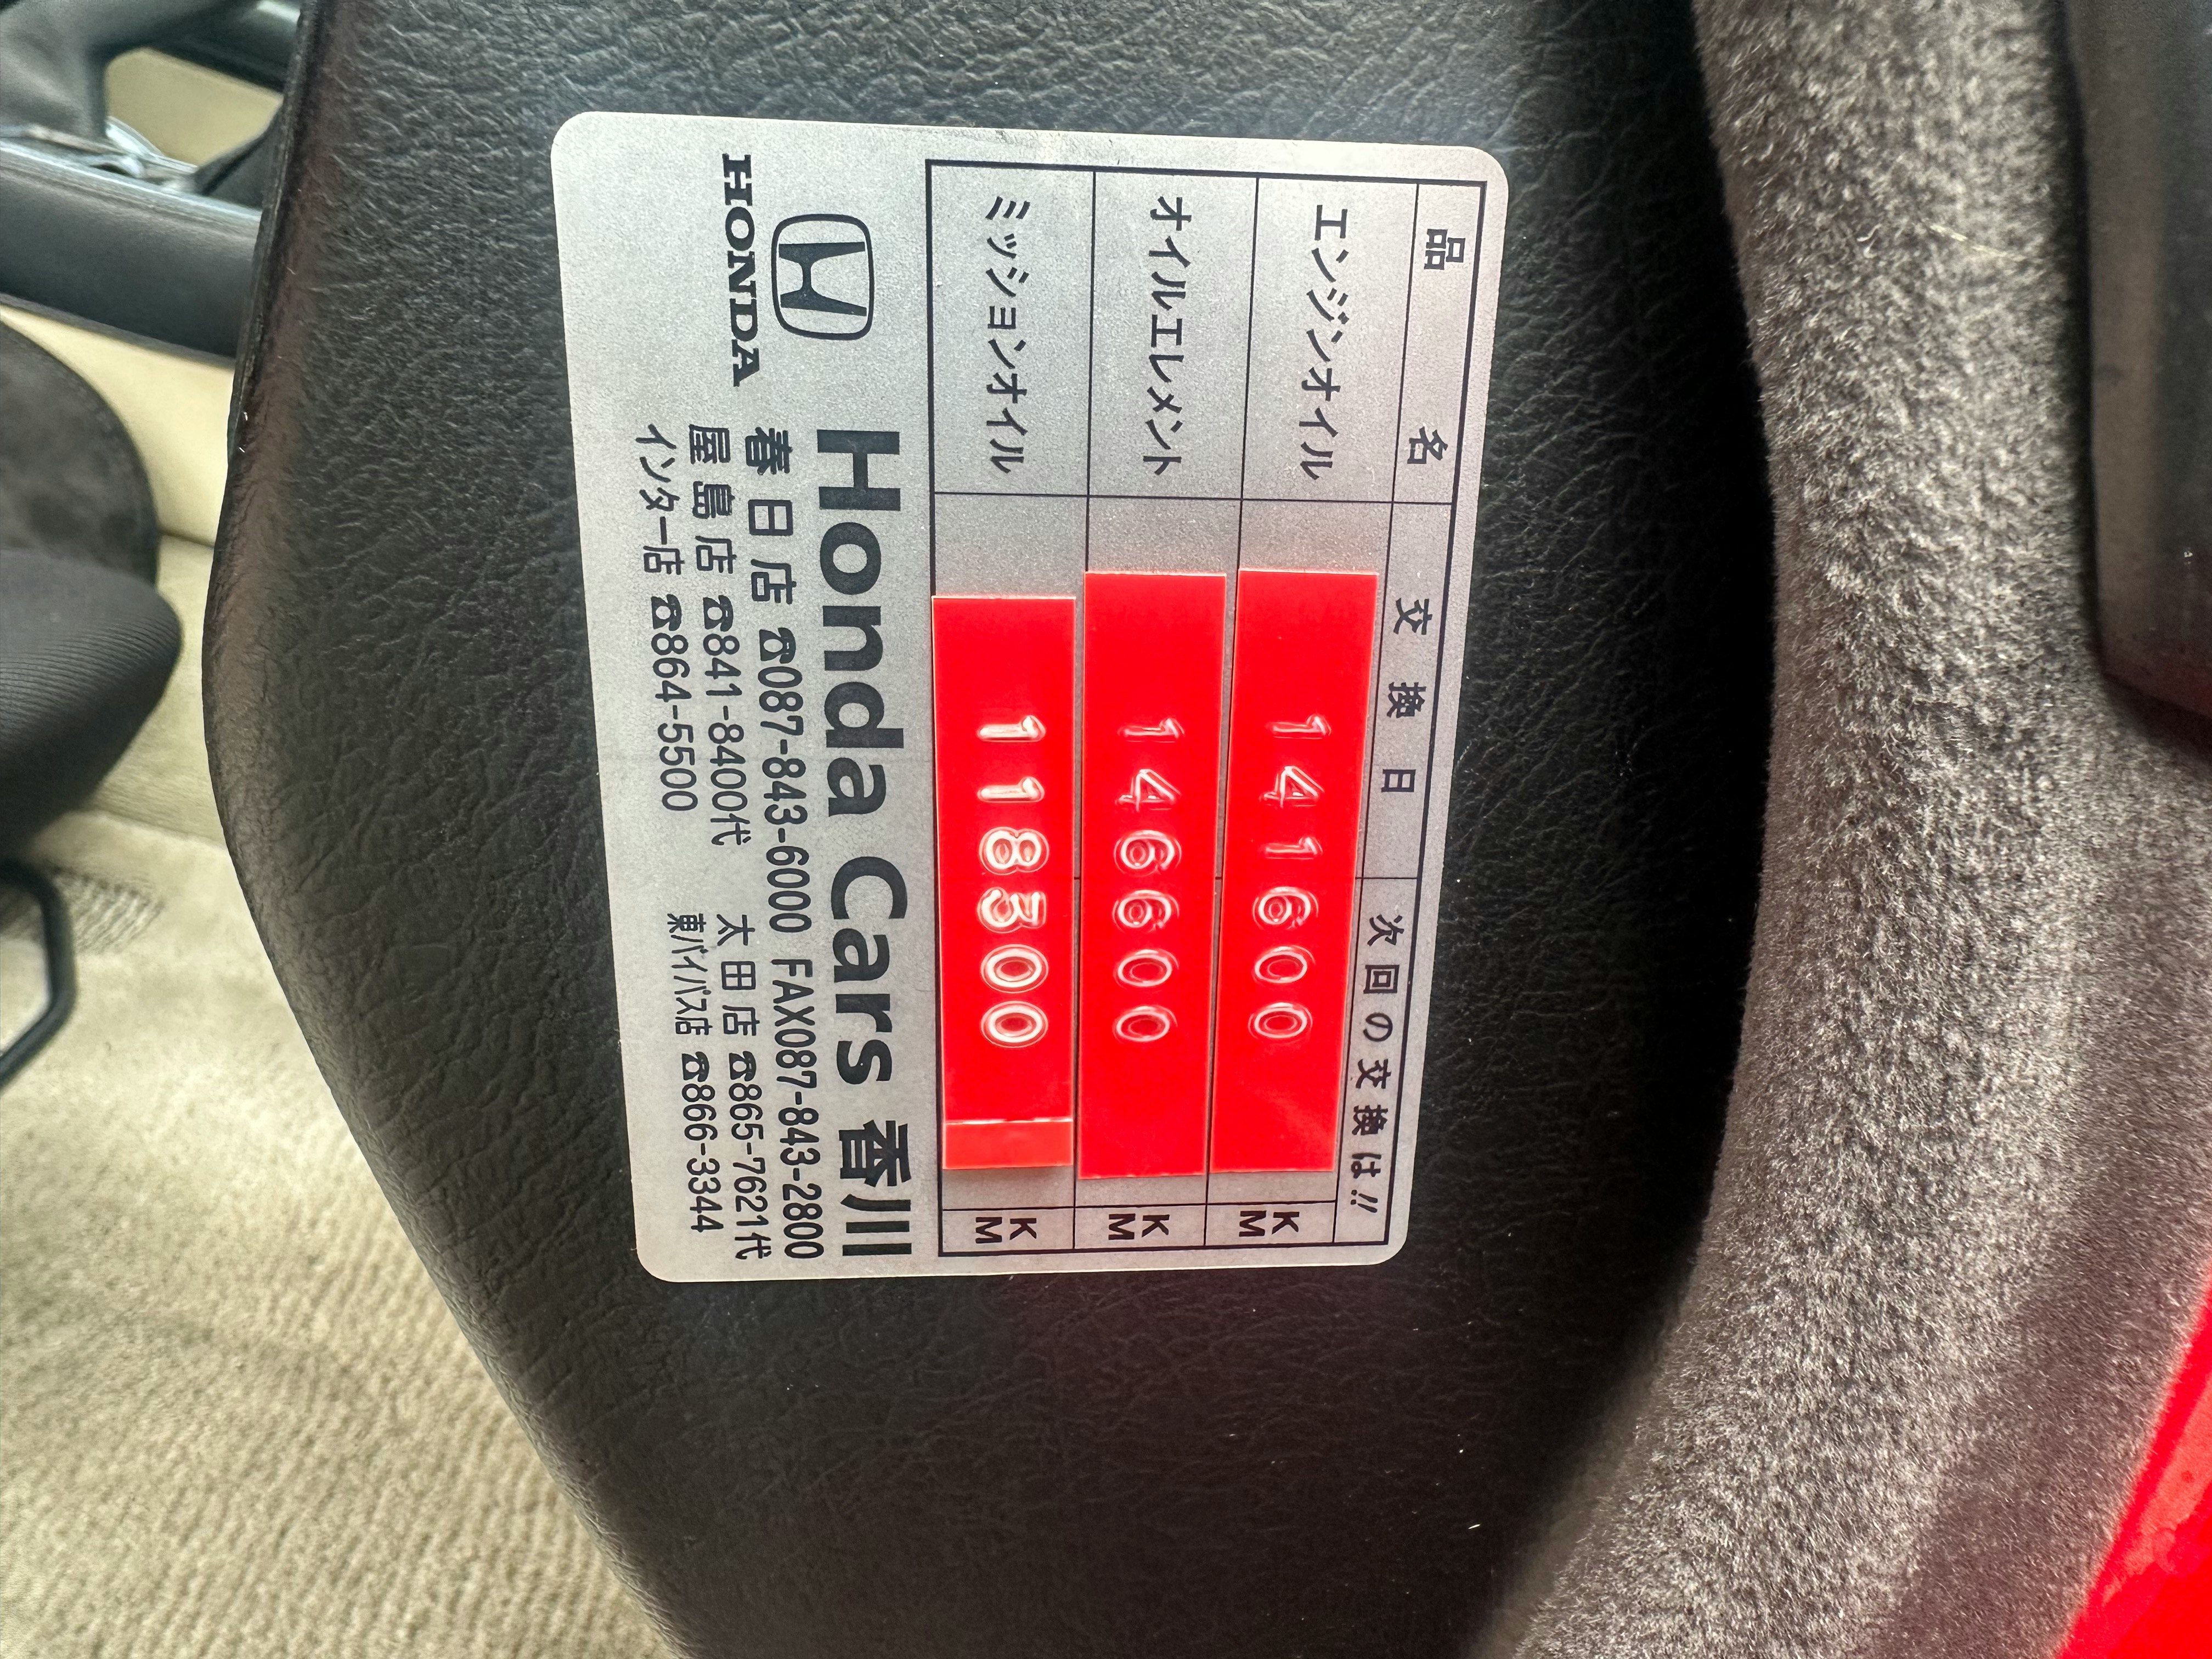 品名 交換日 次回の交換は!!
エンジンオイル 141600 KM
オイルエレメント 146600 KM
ミッションオイル 118300 KM
HONDA
Honda Cars 香川
春日店 ☎087-843-6000 FAX087-843-2800
屋島店 ☎841-8400代 太田店 ☎865-7621代
インター店 ☎864-5500 東バイパス店 ☎866-3344